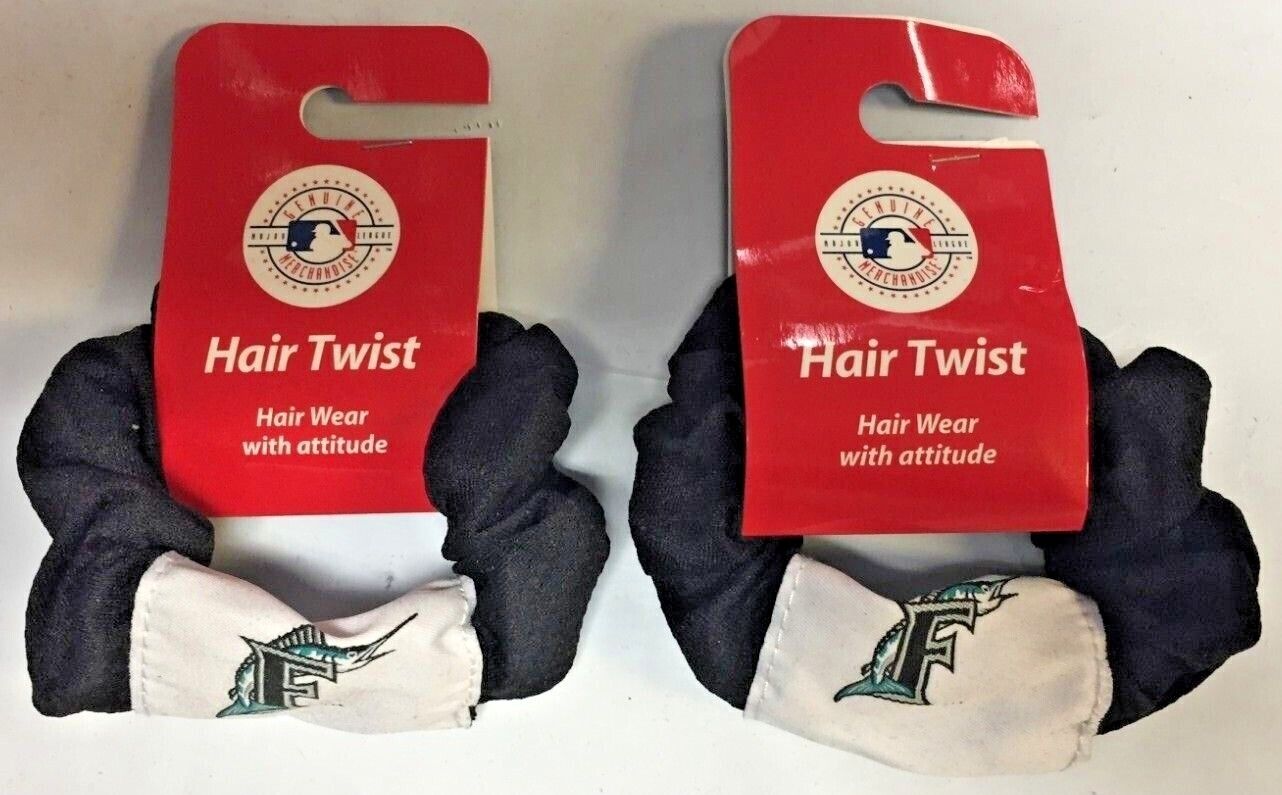 GENUINE
MAJOR LEAGUE
MERCHANDISE
Hair Twist
Hair Wear
with attitude
F
GENUINE
MAJOR LEAGUE
MERCHANDISE
TM
Hair Twist
Hair Wear
with attitude
F